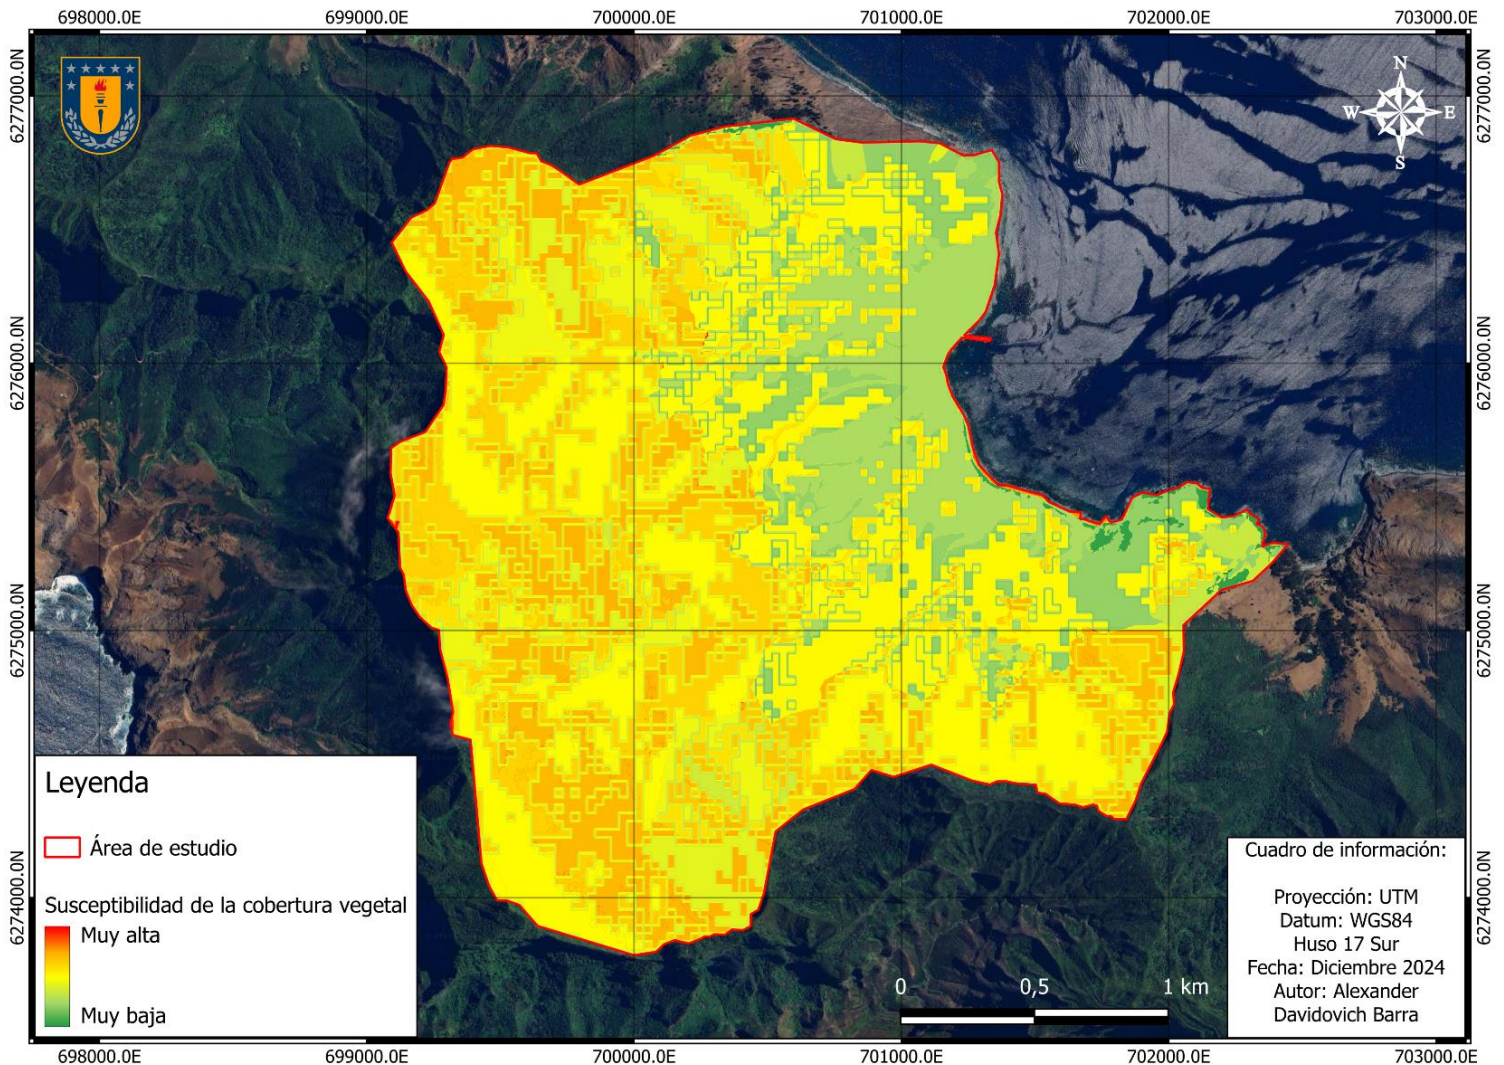 698000.0E 699000.0E 700000.0E 701000.0E 702000.0E 703000.0E
6277000.0N
6276000.0N
6275000.0N
6274000.0N
N
W E
S
6277000.0N
6276000.0N
6275000.0N
6274000.0N
Leyenda
Área de estudio
Susceptibilidad de la cobertura vegetal
Muy alta
Muy baja
0 0,5 1 km
Cuadro de información:
Proyección: UTM
Datum: WGS84
Huso 17 Sur
Fecha: Diciembre 2024
Autor: Alexander
Davidovich Barra
698000.0E 699000.0E 700000.0E 701000.0E 702000.0E 703000.0E